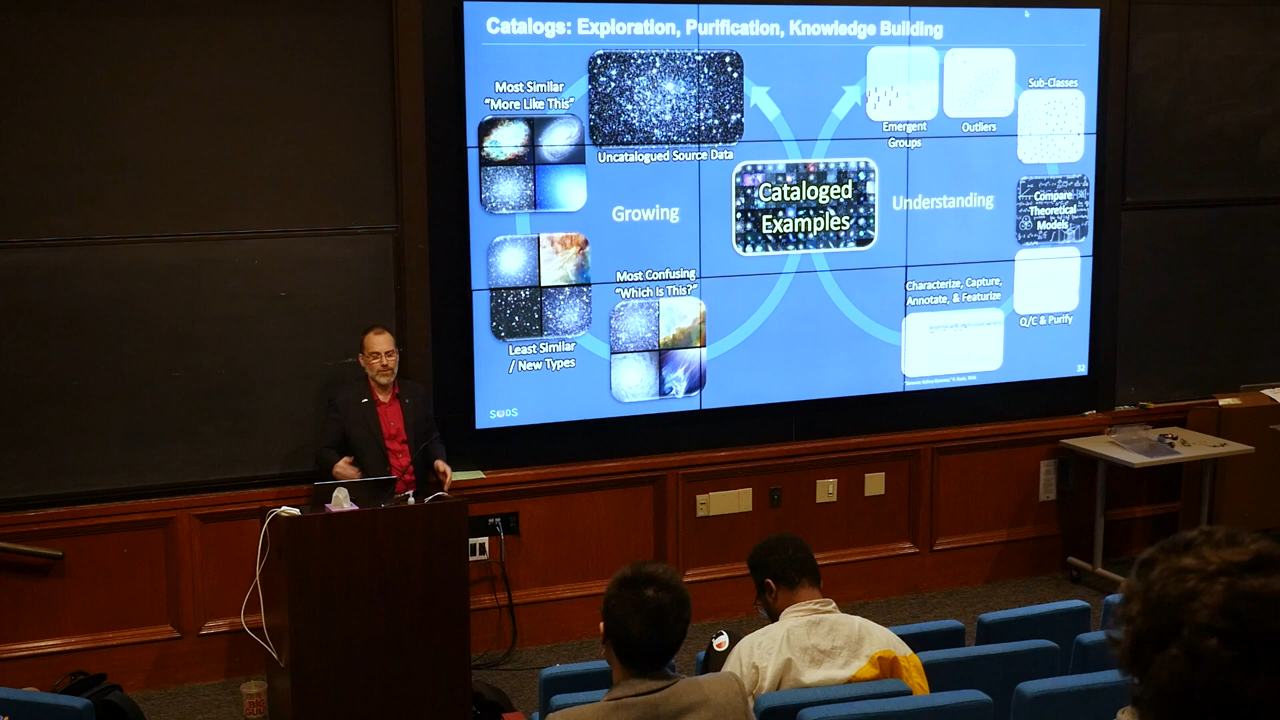 Catalogs: Exploration, Purification, Knowledge Building
Most Similar
"More Like This"
Uncatalogued Source Data
Growing
Least Similar
/ New Types
Most Confusing
"Which Is This?"
Cataloged
Examples
Understanding
Emergent
Groups
Outliers
Sub-Classes
Compare
Theoretical
Models
Characterize, Capture,
Annotate, & Featurize
Q/C & Purify
32